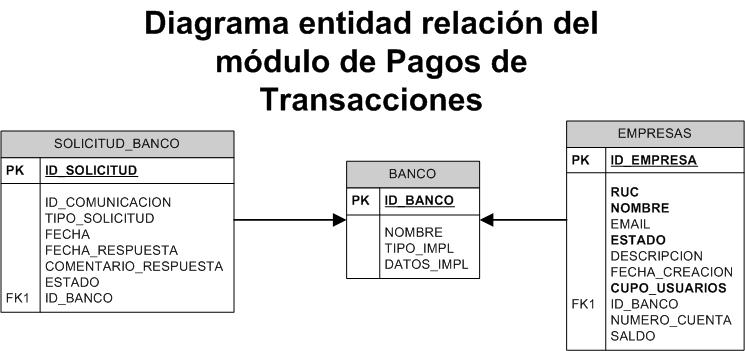 Diagrama entidad relación del
módulo de Pagos de
Transacciones
SOLICITUD_BANCO
PK ID_SOLICITUD
ID_COMUNICACION
TIPO_SOLICITUD
FECHA
FECHA_RESPUESTA
COMENTARIO_RESPUESTA
ESTADO
FK1 ID_BANCO
BANCO
PK ID_BANCO
NOMBRE
TIPO_IMPL
DATOS_IMPL
EMPRESAS
PK ID_EMPRESA
RUC
NOMBRE
EMAIL
ESTADO
DESCRIPCION
FECHA_CREACION
CUPO_USUARIOS
FK1 ID_BANCO
NUMERO_CUENTA
SALDO